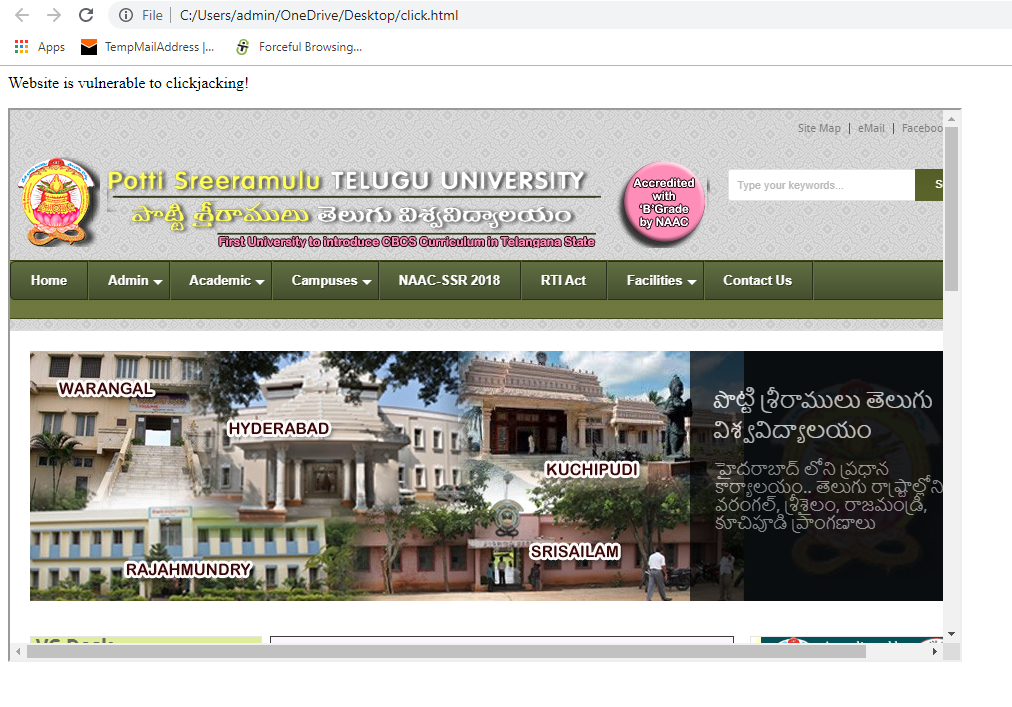 File C:/Users/admin/OneDrive/Desktop/click.html
Apps TempMailAddress |... Forceful Browsing...
Website is vulnerable to clickjacking!
Site Map | eMail | Faceboo
Potti Sreeramulu TELUGU UNIVERSITY
పొట్టి శ్రీరాములు తెలుగు విశ్వవిద్యాలయం
First University to introduce CBCS Curriculum in Telangana State
Accredited
with
'B'Grade
by NAAC
Type your keywords... S
Home Admin Academic Campuses NAAC-SSR 2018 RTI Act Facilities Contact Us
WARANGAL
HYDERABAD
KUCHIPUDI
RAJAHMUNDRY
SRISAILAM
పొట్టి శ్రీరాములు తెలుగు
విశ్వవిద్యాలయం
హైదరాబాద్ లోని ప్రధాన
కార్యాలయం.. తెలుగు రాష్ట్రాల్లోని
వరంగల్, శ్రీశైలం, రాజమండ్రి,
కూచిపూడి ప్రాంగణాలు